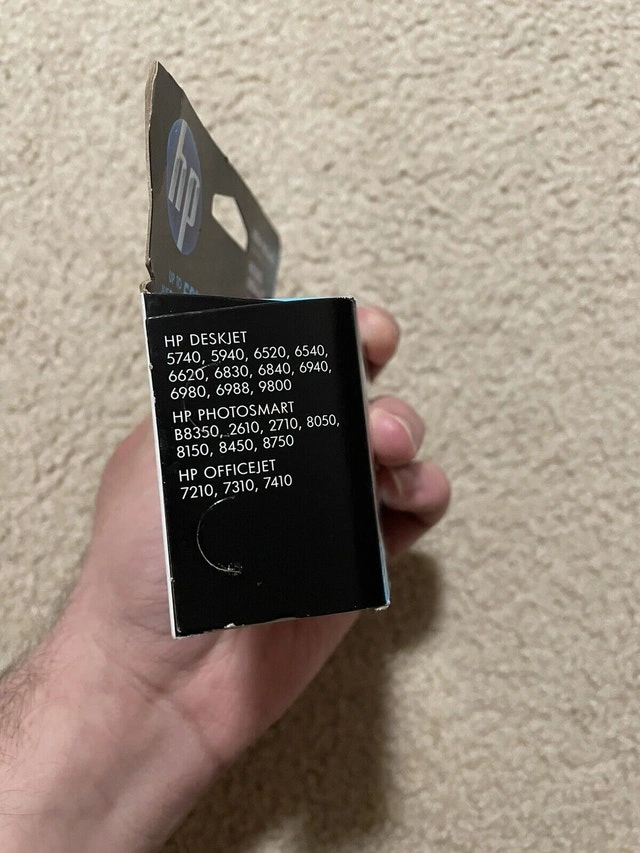 hp
HP DESKJET
5740, 5940, 6520, 6540,
6620, 6830, 6840, 6940,
6980, 6988, 9800
HP PHOTOSMART
B8350, 2610, 2710, 8050,
8150, 8450, 8750
HP OFFICEJET
7210, 7310, 7410